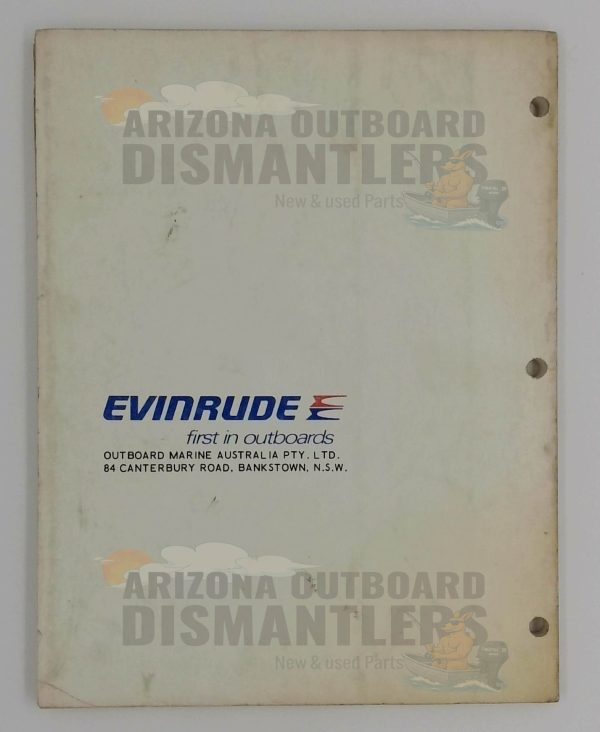 ARIZONA OUTBOARD
DISMANTLERS
New & used Parts
EVINRUDE
first in outboards
OUTBOARD MARINE AUSTRALIA PTY. LTD.
84 CANTERBURY ROAD, BANKSTOWN, N.S.W.
ARIZONA OUTBOARD
DISMANTLERS
New & used Parts